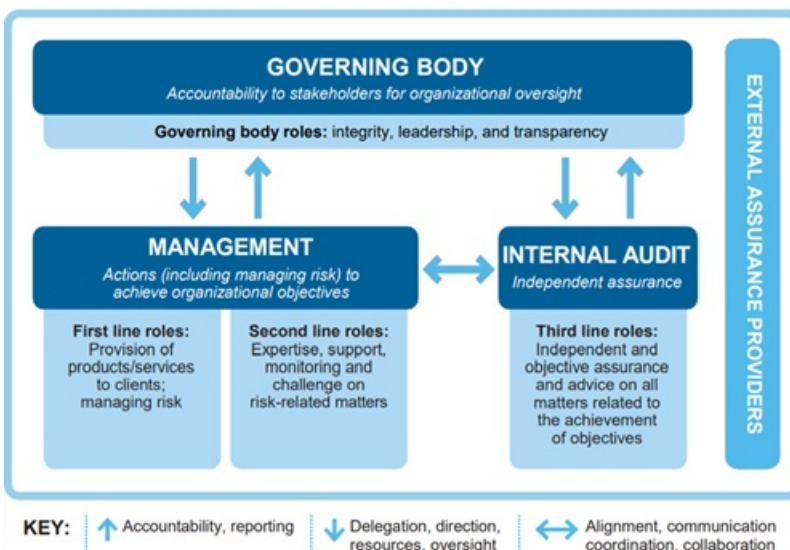 GOVERNING BODY
Accountability to stakeholders for organizational oversight
Governing body roles: integrity, leadership, and transparency
MANAGEMENT
Actions (including managing risk) to
achieve organizational objectives
First line roles:
Provision of
products/services
to clients;
managing risk
Second line roles:
Expertise, support,
monitoring and
challenge on
risk-related matters
INTERNAL AUDIT
Independent assurance
Third line roles:
Independent and
objective assurance
and advice on all
matters related to
the achievement
of objectives
EXTERNAL ASSURANCE PROVIDERS
KEY:
Accountability, reporting
Delegation, direction,
resources, oversight
Alignment, communication
coordination, collaboration